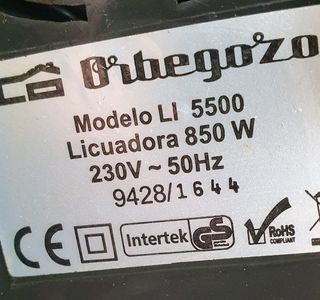 Orbegozo
Modelo LI 5500
Licuadora 850 W
230V ~ 50Hz
9428/1644
CE Intertek GS RoHS
COMPLIANT